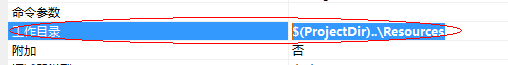 命令参数
工作目录 $(ProjectDir)..\Resources
附加 否